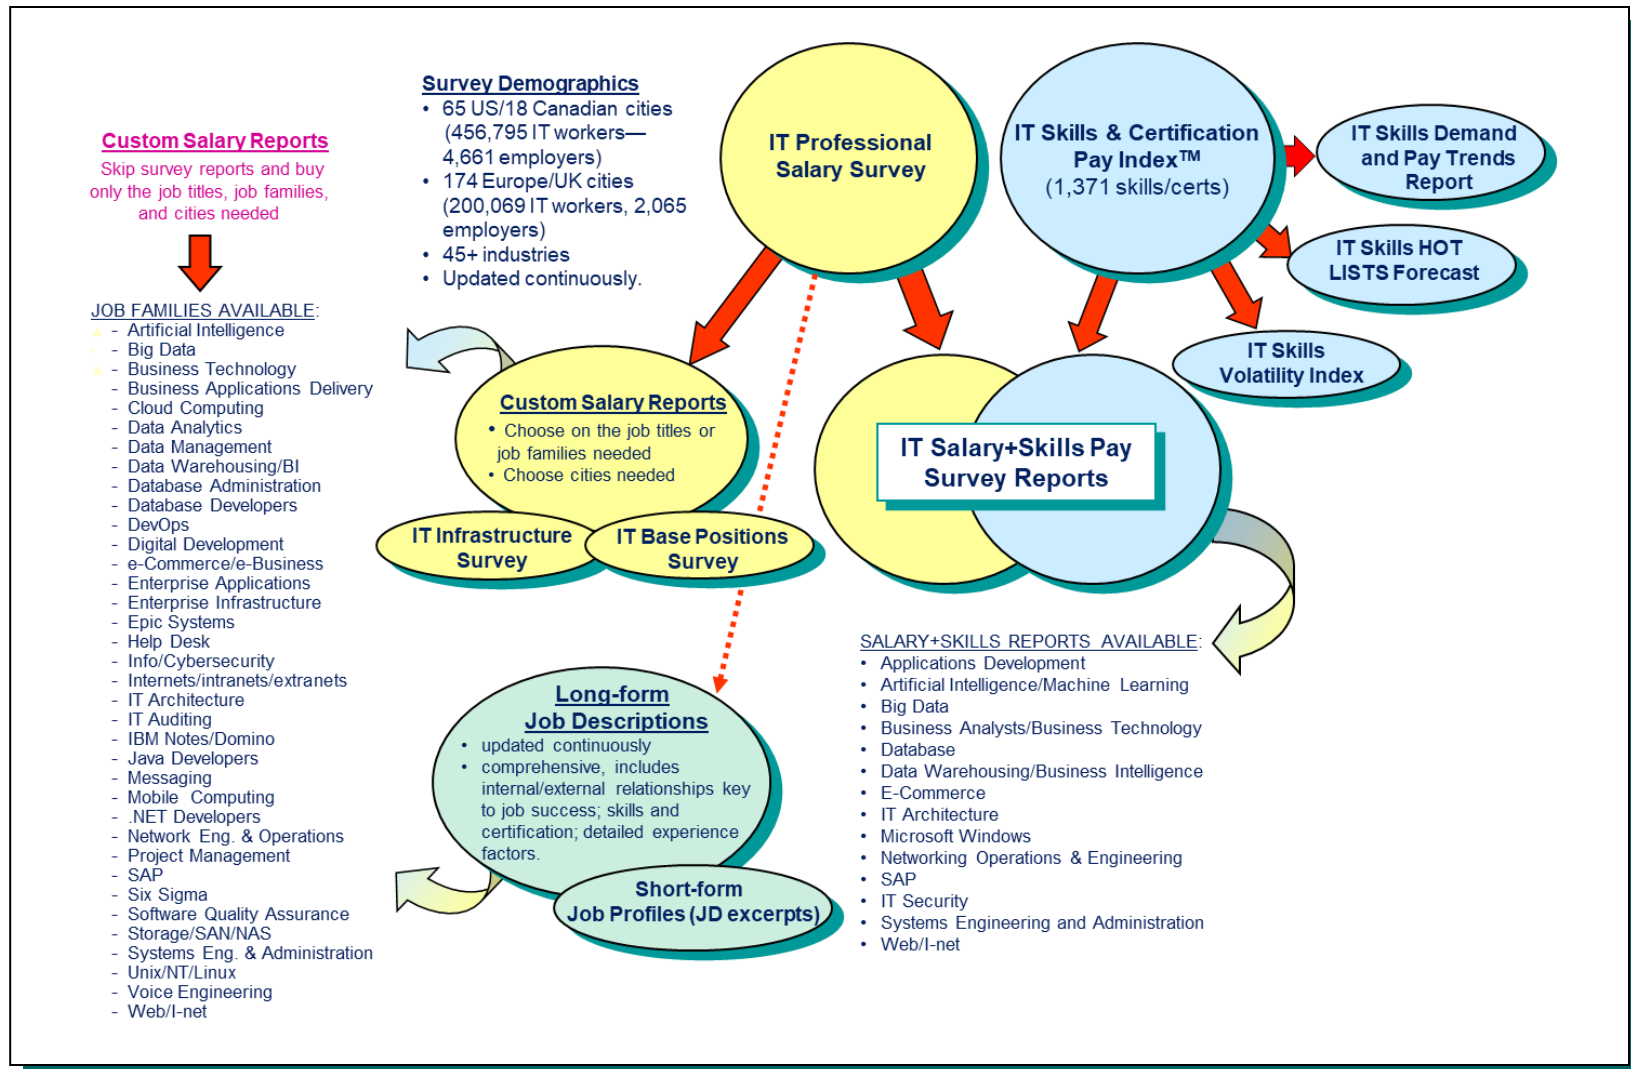 Custom Salary Reports
Skip survey reports and buy
only the job titles, job families,
and cities needed
JOB FAMILIES AVAILABLE:
- Artificial Intelligence
- Big Data
- Business Technology
- Business Applications Delivery
- Cloud Computing
- Data Analytics
- Data Management
- Data Warehousing/BI
- Database Administration
- Database Developers
- DevOps
- Digital Development
- e-Commerce/e-Business
- Enterprise Applications
- Enterprise Infrastructure
- Epic Systems
- Help Desk
- Info/Cybersecurity
- Internets/intranets/extranets
- IT Architecture
- IT Auditing
- IBM Notes/Domino
- Java Developers
- Messaging
- Mobile Computing
- .NET Developers
- Network Eng. & Operations
- Project Management
- SAP
- Six Sigma
- Software Quality Assurance
- Storage/SAN/NAS
- Systems Eng. & Administration
- Unix/NT/Linux
- Voice Engineering
- Web/I-net
Survey Demographics
• 65 US/18 Canadian cities
(456,795 IT workers—
4,661 employers)
• 174 Europe/UK cities
(200,069 IT workers, 2,065
employers)
• 45+ industries
• Updated continuously.
IT Professional
Salary Survey
IT Skills & Certification
Pay Index™
(1,371 skills/certs)
IT Skills Demand
and Pay Trends
Report
IT Skills HOT
LISTS Forecast
IT Skills
Volatility Index
Custom Salary Reports
• Choose on the job titles or
job families needed
• Choose cities needed
IT Infrastructure
Survey
IT Base Positions
Survey
IT Salary+Skills Pay
Survey Reports
Long-form
Job Descriptions
• updated continuously
• comprehensive, includes
internal/external relationships key
to job success; skills and
certification; detailed experience
factors.
Short-form
Job Profiles (JD excerpts)
SALARY+SKILLS REPORTS AVAILABLE:
• Applications Development
• Artificial Intelligence/Machine Learning
• Big Data
• Business Analysts/Business Technology
• Database
• Data Warehousing/Business Intelligence
• E-Commerce
• IT Architecture
• Microsoft Windows
• Networking Operations & Engineering
• SAP
• IT Security
• Systems Engineering and Administration
• Web/I-net